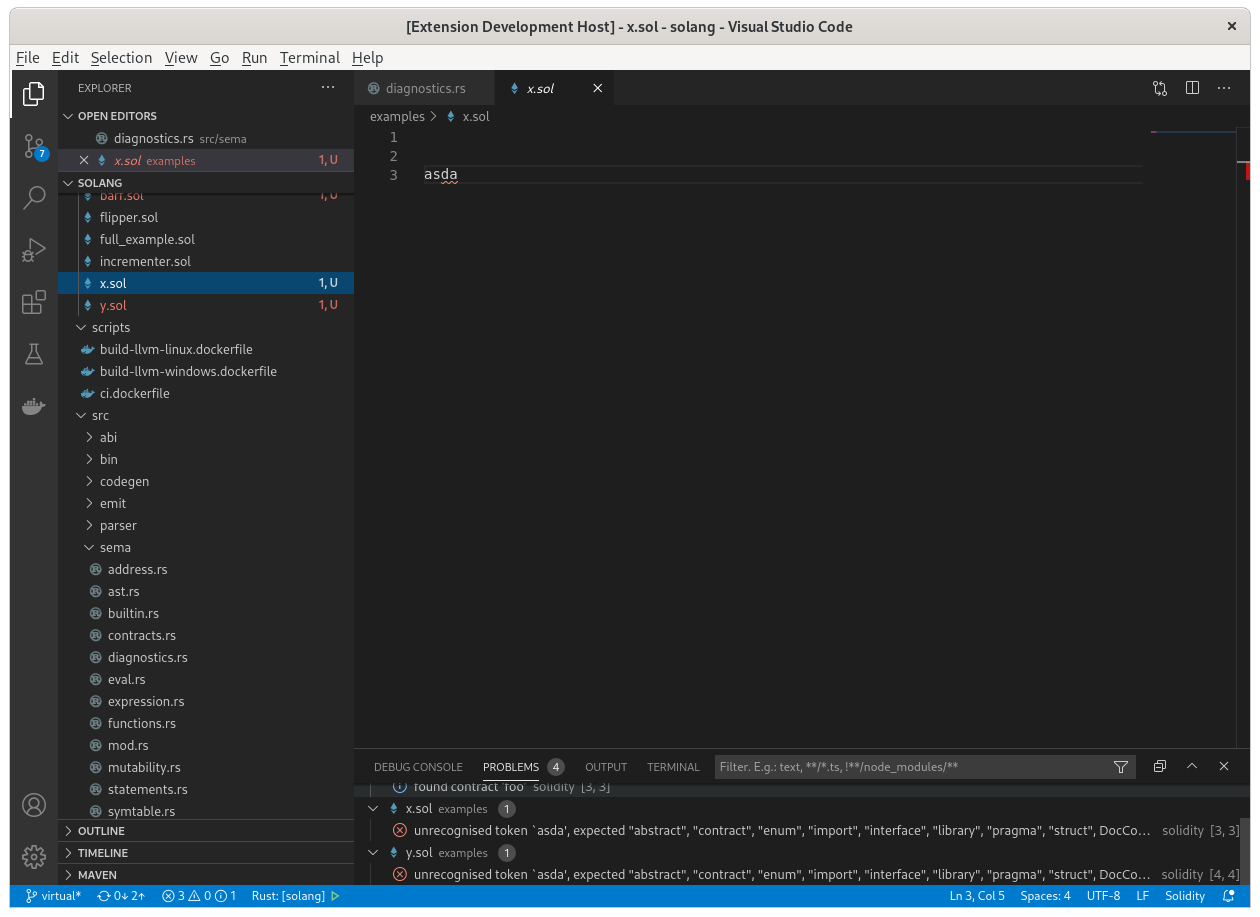 [Extension Development Host] - x.sol - solang - Visual Studio Code
File Edit Selection View Go Run Terminal Help
EXPLORER
OPEN EDITORS
diagnostics.rs src/sema
x.sol examples 1, U
SOLANG
barf.sol 1, U
flipper.sol
full_example.sol
incrementer.sol
x.sol 1, U
y.sol 1, U
scripts
build-llvm-linux.dockerfile
build-llvm-windows.dockerfile
ci.dockerfile
src
abi
bin
codegen
emit
parser
sema
address.rs
ast.rs
builtin.rs
contracts.rs
diagnostics.rs
eval.rs
expression.rs
functions.rs
mod.rs
mutability.rs
statements.rs
symtable.rs
OUTLINE
TIMELINE
MAVEN
7
diagnostics.rs x.sol
examples > x.sol
1
2
3 asda
DEBUG CONSOLE PROBLEMS 4 OUTPUT TERMINAL Filter. E.g.: text, **/*.ts, !**/node_modules/**
found contract 'foo' solidity [3, 3]
x.sol examples 1
unrecognised token `asda', expected "abstract", "contract", "enum", "import", "interface", "library", "pragma", "struct", DocCo... solidity [3, 3]
y.sol examples 1
unrecognised token `asda', expected "abstract", "contract", "enum", "import", "interface", "library", "pragma", "struct", DocCo... solidity [4, 4]
virtual* 0↓ 2↑ 3 0 1 Rust: [solang] Ln 3, Col 5 Spaces: 4 UTF-8 LF Solidity